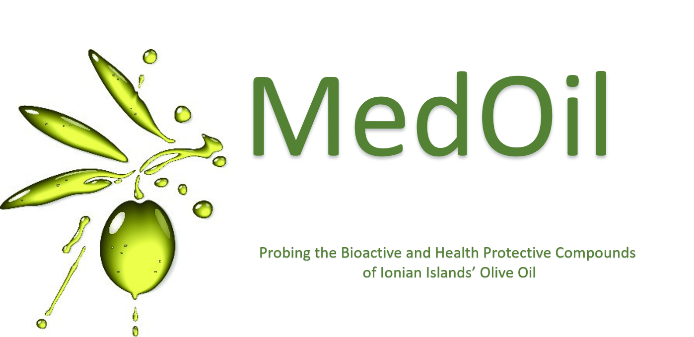 MedOil
Probing the Bioactive and Health Protective Compounds
of Ionian Islands’ Olive Oil